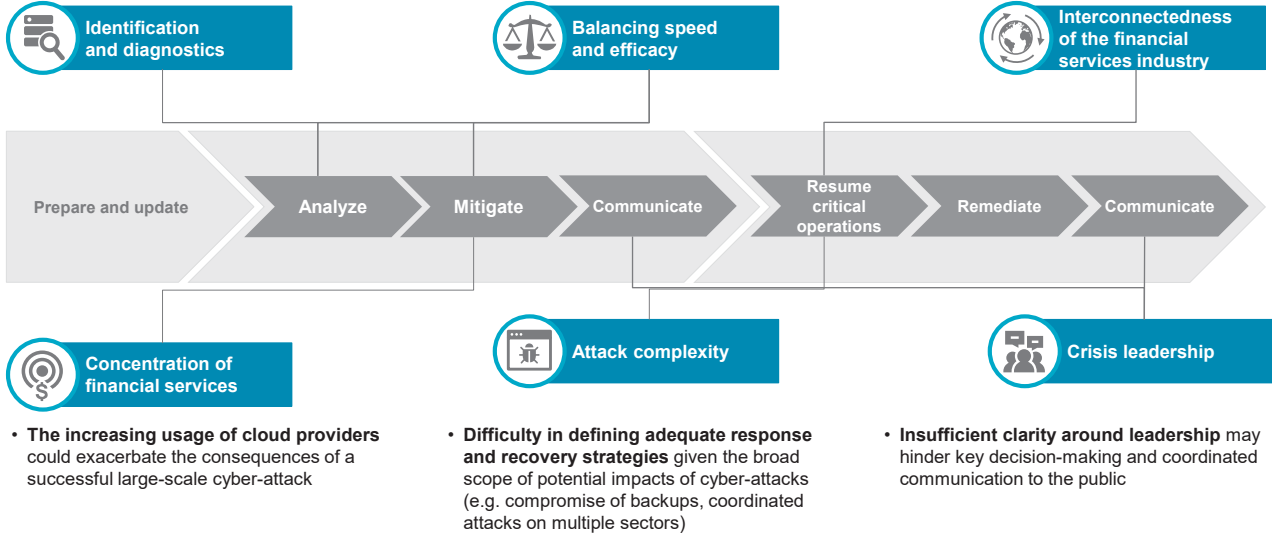 Identification
and diagnostics
Balancing speed
and efficacy
Interconnectedness
of the financial
services industry
Prepare and update
Analyze
Mitigate
Communicate
Resume
critical
operations
Remediate
Communicate
Concentration of
financial services
$
Attack complexity
Crisis leadership
• The increasing usage of cloud providers
could exacerbate the consequences of a
successful large-scale cyber-attack
• Difficulty in defining adequate response
and recovery strategies given the broad
scope of potential impacts of cyber-attacks
(e.g. compromise of backups, coordinated
attacks on multiple sectors)
• Insufficient clarity around leadership may
hinder key decision-making and coordinated
communication to the public